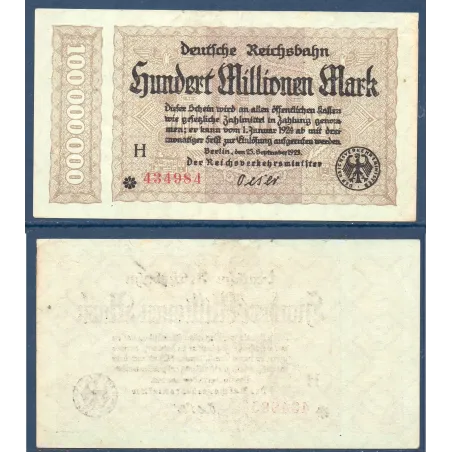 100000000
Deutsche Reichsbahn
Hundert Millionen Mark
Dieser Schein wird an allen öffentlichen Kassen
wie gesetzliche Zahlmittel in Zahlung genom
men; er kann vom 1. Januar 1924 ab mit drei
monatiger Frist zur Einlösung aufgerufen werden
Berlin, den 25. September 1923.
H Der Reichsverkehrsminister
* 434984 Oeser